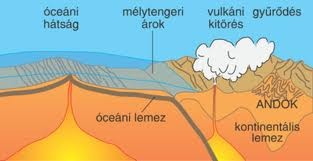 óceáni
hátság
mélytengeri
árok
vulkáni
kitörés
gyűrődés
ANDOK
óceáni lemez
kontinentális
lemez